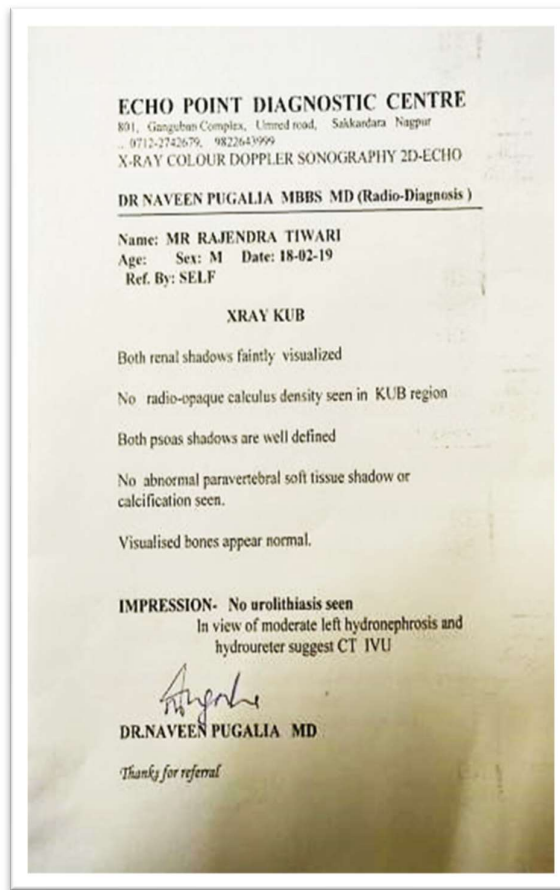 ECHO POINT DIAGNOSTIC CENTRE
801, Ganguban Complex, Umred road, Sakkardara Nagpur
.. 0712-2742679, 9822643999
X-RAY COLOUR DOPPLER SONOGRAPHY 2D-ECHO
DR NAVEEN PUGALIA MBBS MD (Radio-Diagnosis )
Name: MR RAJENDRA TIWARI
Age: Sex: M Date: 18-02-19
Ref. By: SELF
XRAY KUB
Both renal shadows faintly visualized
No radio-opaque calculus density seen in KUB region
Both psoas shadows are well defined
No abnormal paravertebral soft tissue shadow or
calcification seen.
Visualised bones appear normal.
IMPRESSION- No urolithiasis seen
In view of moderate left hydronephrosis and
hydroureter suggest CT IVU
DR.NAVEEN PUGALIA MD
Thanks for referral